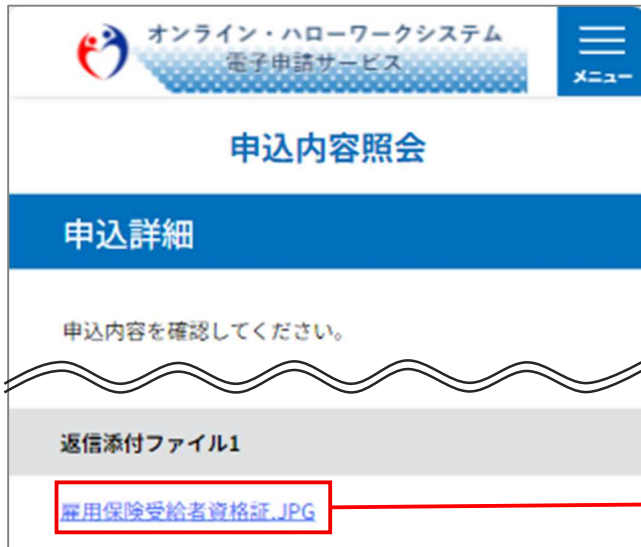 オンライン・ハローワークシステム
電子申請サービス
メニュー
申込内容照会
申込詳細
申込内容を確認してください。
返信添付ファイル1
雇用保険受給者資格証.JPG